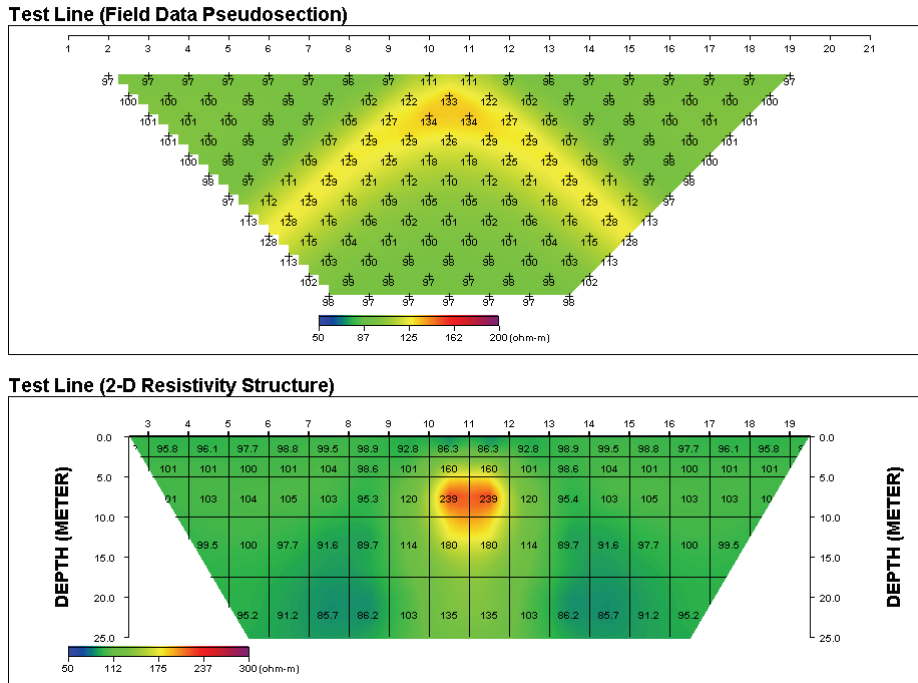 Test Line (Field Data Pseudosection)
1 2 3 4 5 6 7 8 9 10 11 12 13 14 15 16 17 18 19 20 21
97 97 97 97 97 97 96 97 111 111 97 96 97 97 97 97 97 97
100 100 100 99 99 97 102 122 133 122 102 97 99 99 100 100 100
101 101 100 99 97 105 127 134 134 127 105 97 99 100 101 101
101 100 99 97 107 129 129 126 129 129 107 97 99 100 101
100 98 97 109 129 125 118 118 125 129 109 97 98 100
98 97 111 129 121 112 110 112 121 129 111 97 98
97 112 129 118 109 105 105 109 118 129 112 97
113 128 116 106 102 101 102 106 116 128 113
128 115 104 101 100 100 101 104 115 128
113 103 100 98 98 98 100 103 113
102 99 98 97 97 98 99 102
98 97 97 97 97 97 98
50 87 125 162 200 (ohm-m)
Test Line (2-D Resistivity Structure)
3 4 5 6 7 8 9 10 11 12 13 14 15 16 17 18 19
0.0 95.8 96.1 97.7 98.8 99.5 98.9 92.8 86.3 86.3 92.8 98.9 99.5 98.8 97.7 96.1 95.8 0.0
101 101 100 101 104 98.6 101 160 160 101 98.6 104 101 100 101 101
5.0 5.0
01 103 104 105 103 95.3 120 239 239 120 95.4 103 105 103 103 10
10.0 10.0
99.5 100 97.7 91.6 89.7 114 180 180 114 89.7 91.6 97.7 100 99.5
15.0 15.0
20.0 20.0
95.2 91.2 85.7 86.2 103 135 135 103 86.2 85.7 91.2 95.2
25.0 25.0
DEPTH (METER)
DEPTH (METER)
50 112 175 237 300 (ohm-m)